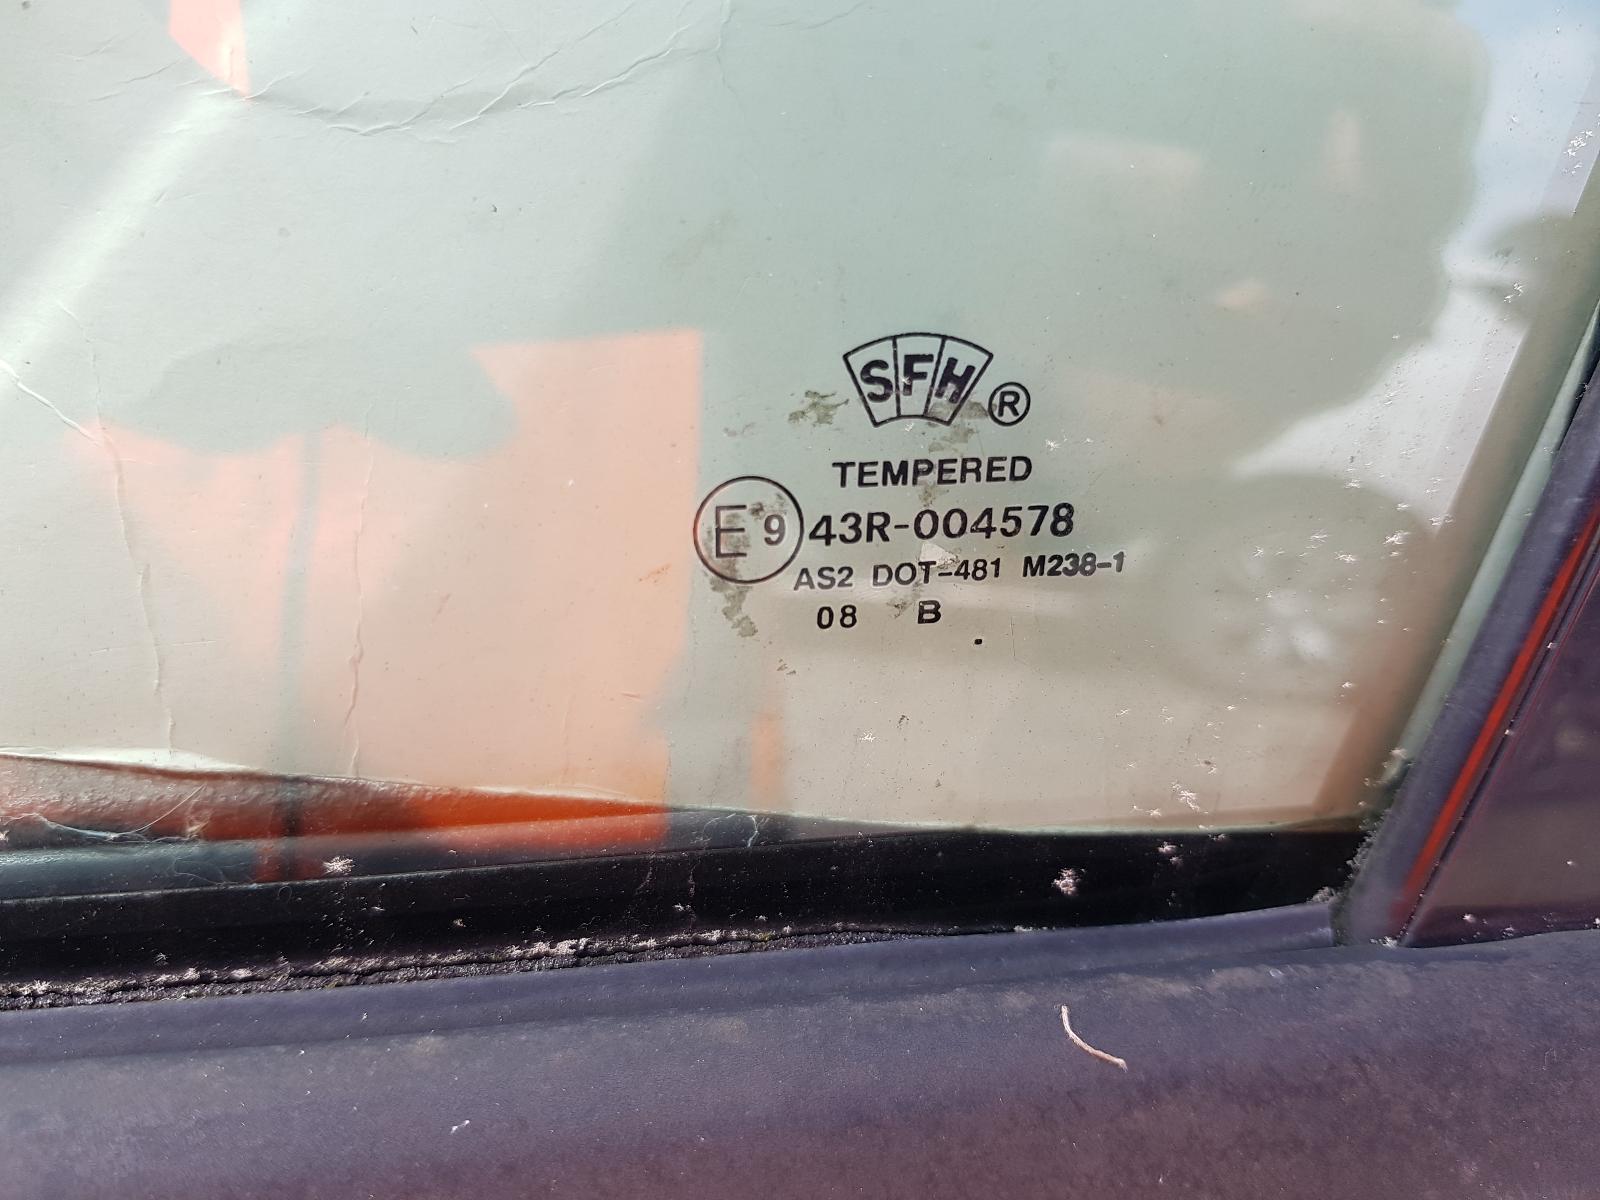 SFH ®
TEMPERED
E9 43R-004578
AS2 DOT-481 M238-1
08 B